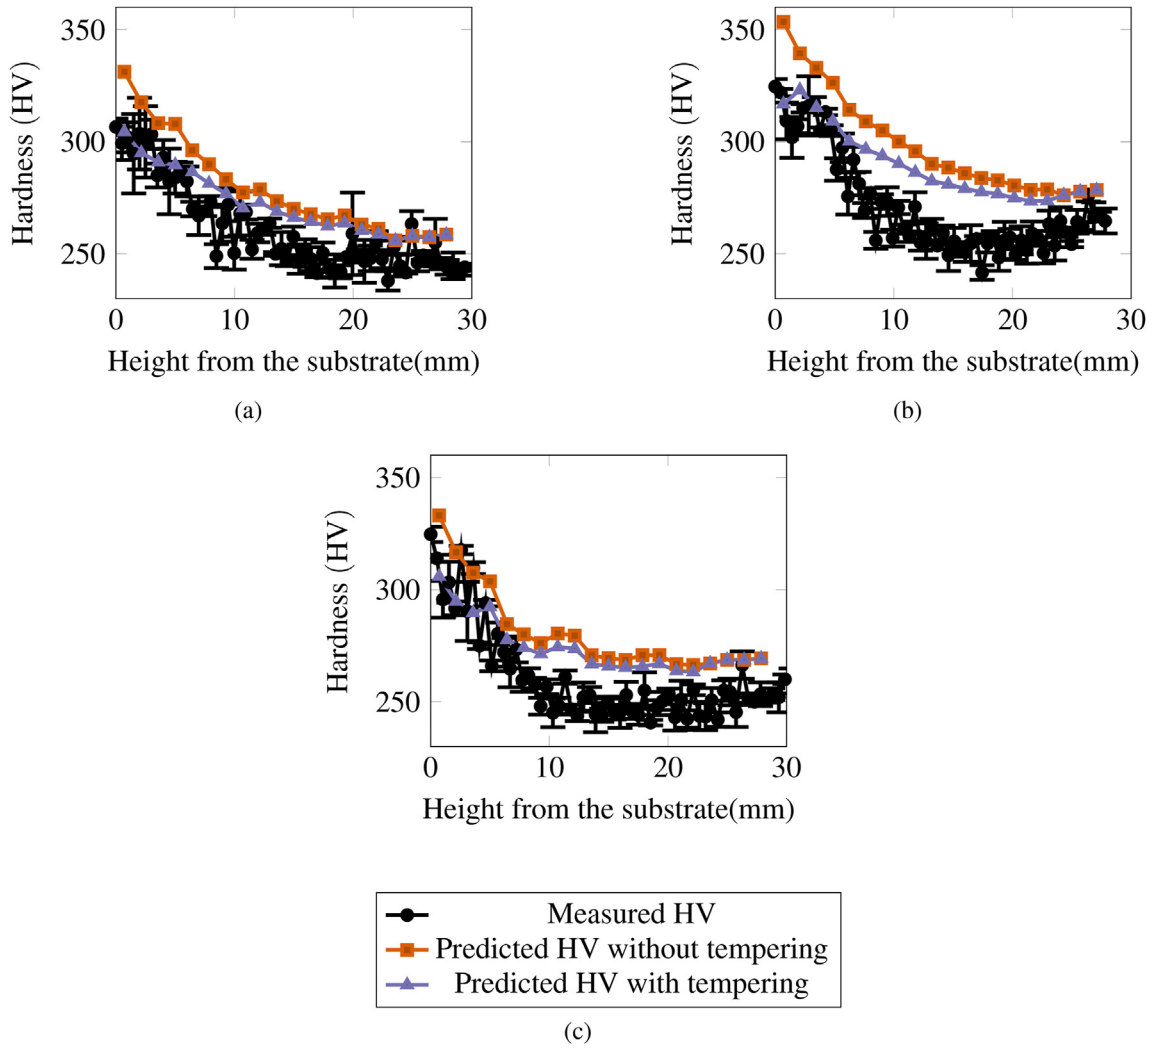 350
300
250
Hardness (HV)
0 10 20 30
Height from the substrate(mm)
(a)
350
300
250
Hardness (HV)
0 10 20 30
Height from the substrate(mm)
(b)
350
300
250
Hardness (HV)
0 10 20 30
Height from the substrate(mm)
Measured HV
Predicted HV without tempering
Predicted HV with tempering
(c)